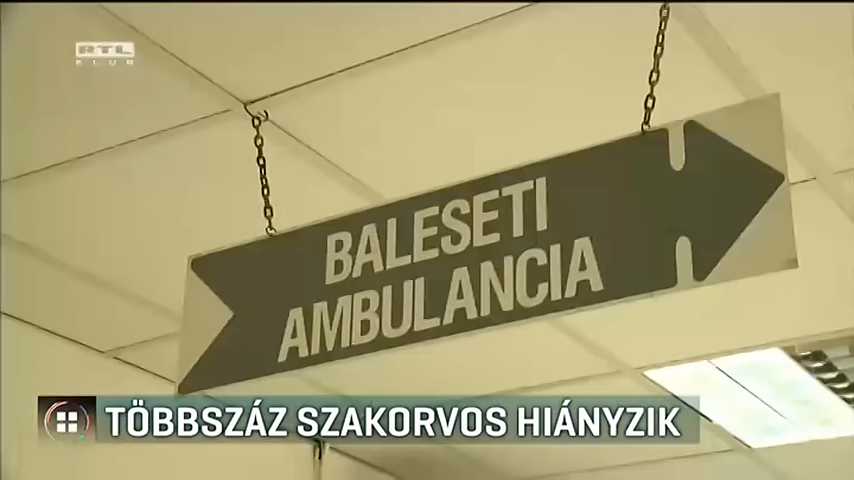 RTL
KLUB
BALESETI
AMBULANCIA
TÖBBSZÁZ SZAKORVOS HIÁNYZIK